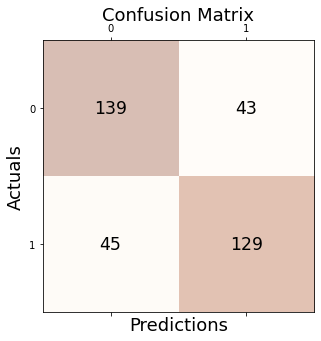 Confusion Matrix
0 1
0 139 43
Actuals
1 45 129
Predictions